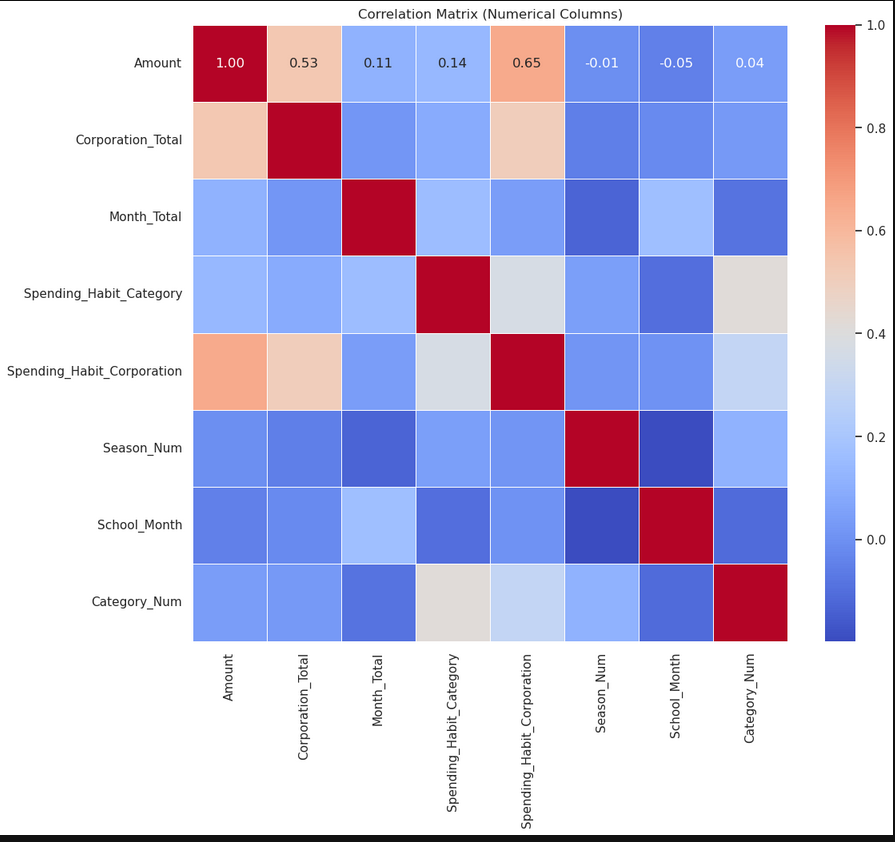 Correlation Matrix (Numerical Columns)
Amount
1.00 0.53 0.11 0.14 0.65 -0.01 -0.05 0.04
Corporation_Total
Month_Total
Spending_Habit_Category
Spending_Habit_Corporation
Season_Num
School_Month
Category_Num
Amount
Corporation_Total
Month_Total
Spending_Habit_Category
Spending_Habit_Corporation
Season_Num
School_Month
Category_Num
1.0
0.8
0.6
0.4
0.2
0.0